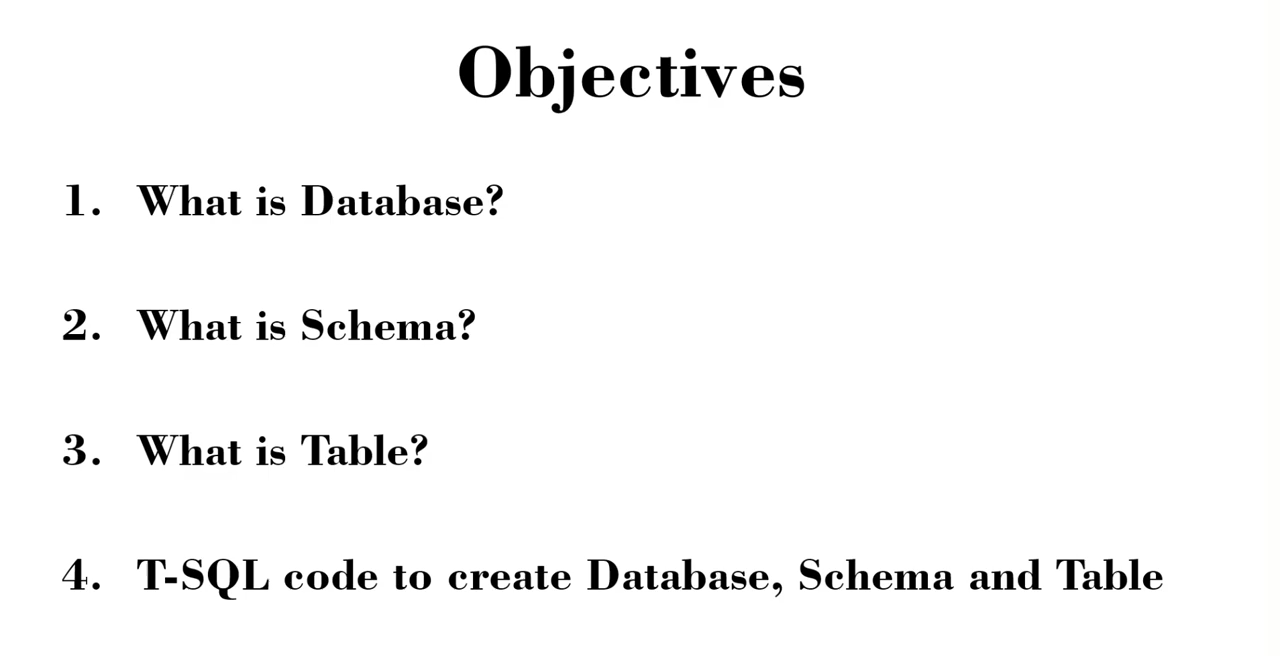 Objectives
1. What is Database?
2. What is Schema?
3. What is Table?
4. T-SQL code to create Database, Schema and Table